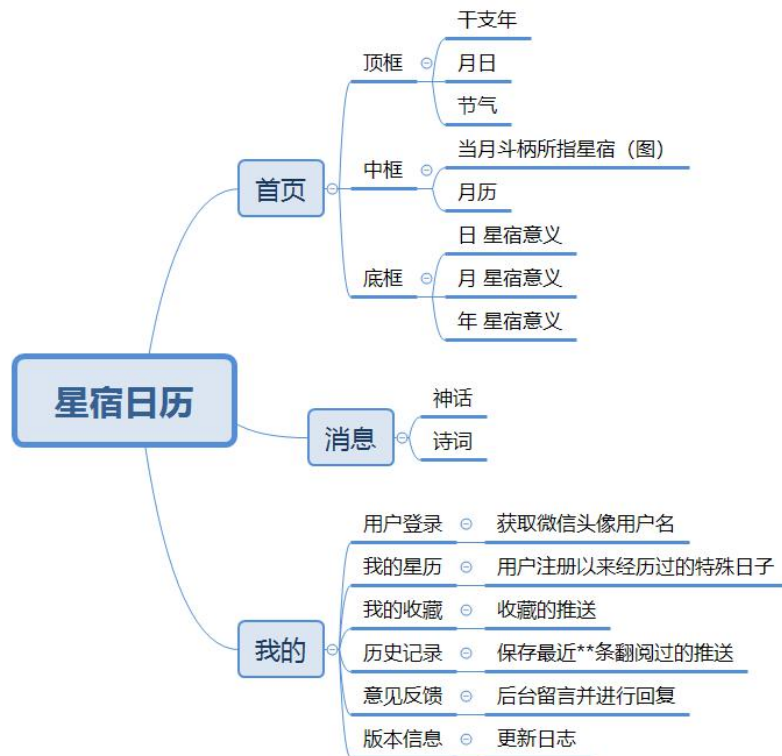 星宿日历
首页
顶框
干支年
月日
节气
中框
当月斗柄所指星宿（图）
月历
底框
日 星宿意义
月 星宿意义
年 星宿意义
消息
神话
诗词
我的
用户登录
获取微信头像用户名
我的星历
用户注册以来经历过的特殊日子
我的收藏
收藏的推送
历史记录
保存最近**条翻阅过的推送
意见反馈
后台留言并进行回复
版本信息
更新日志